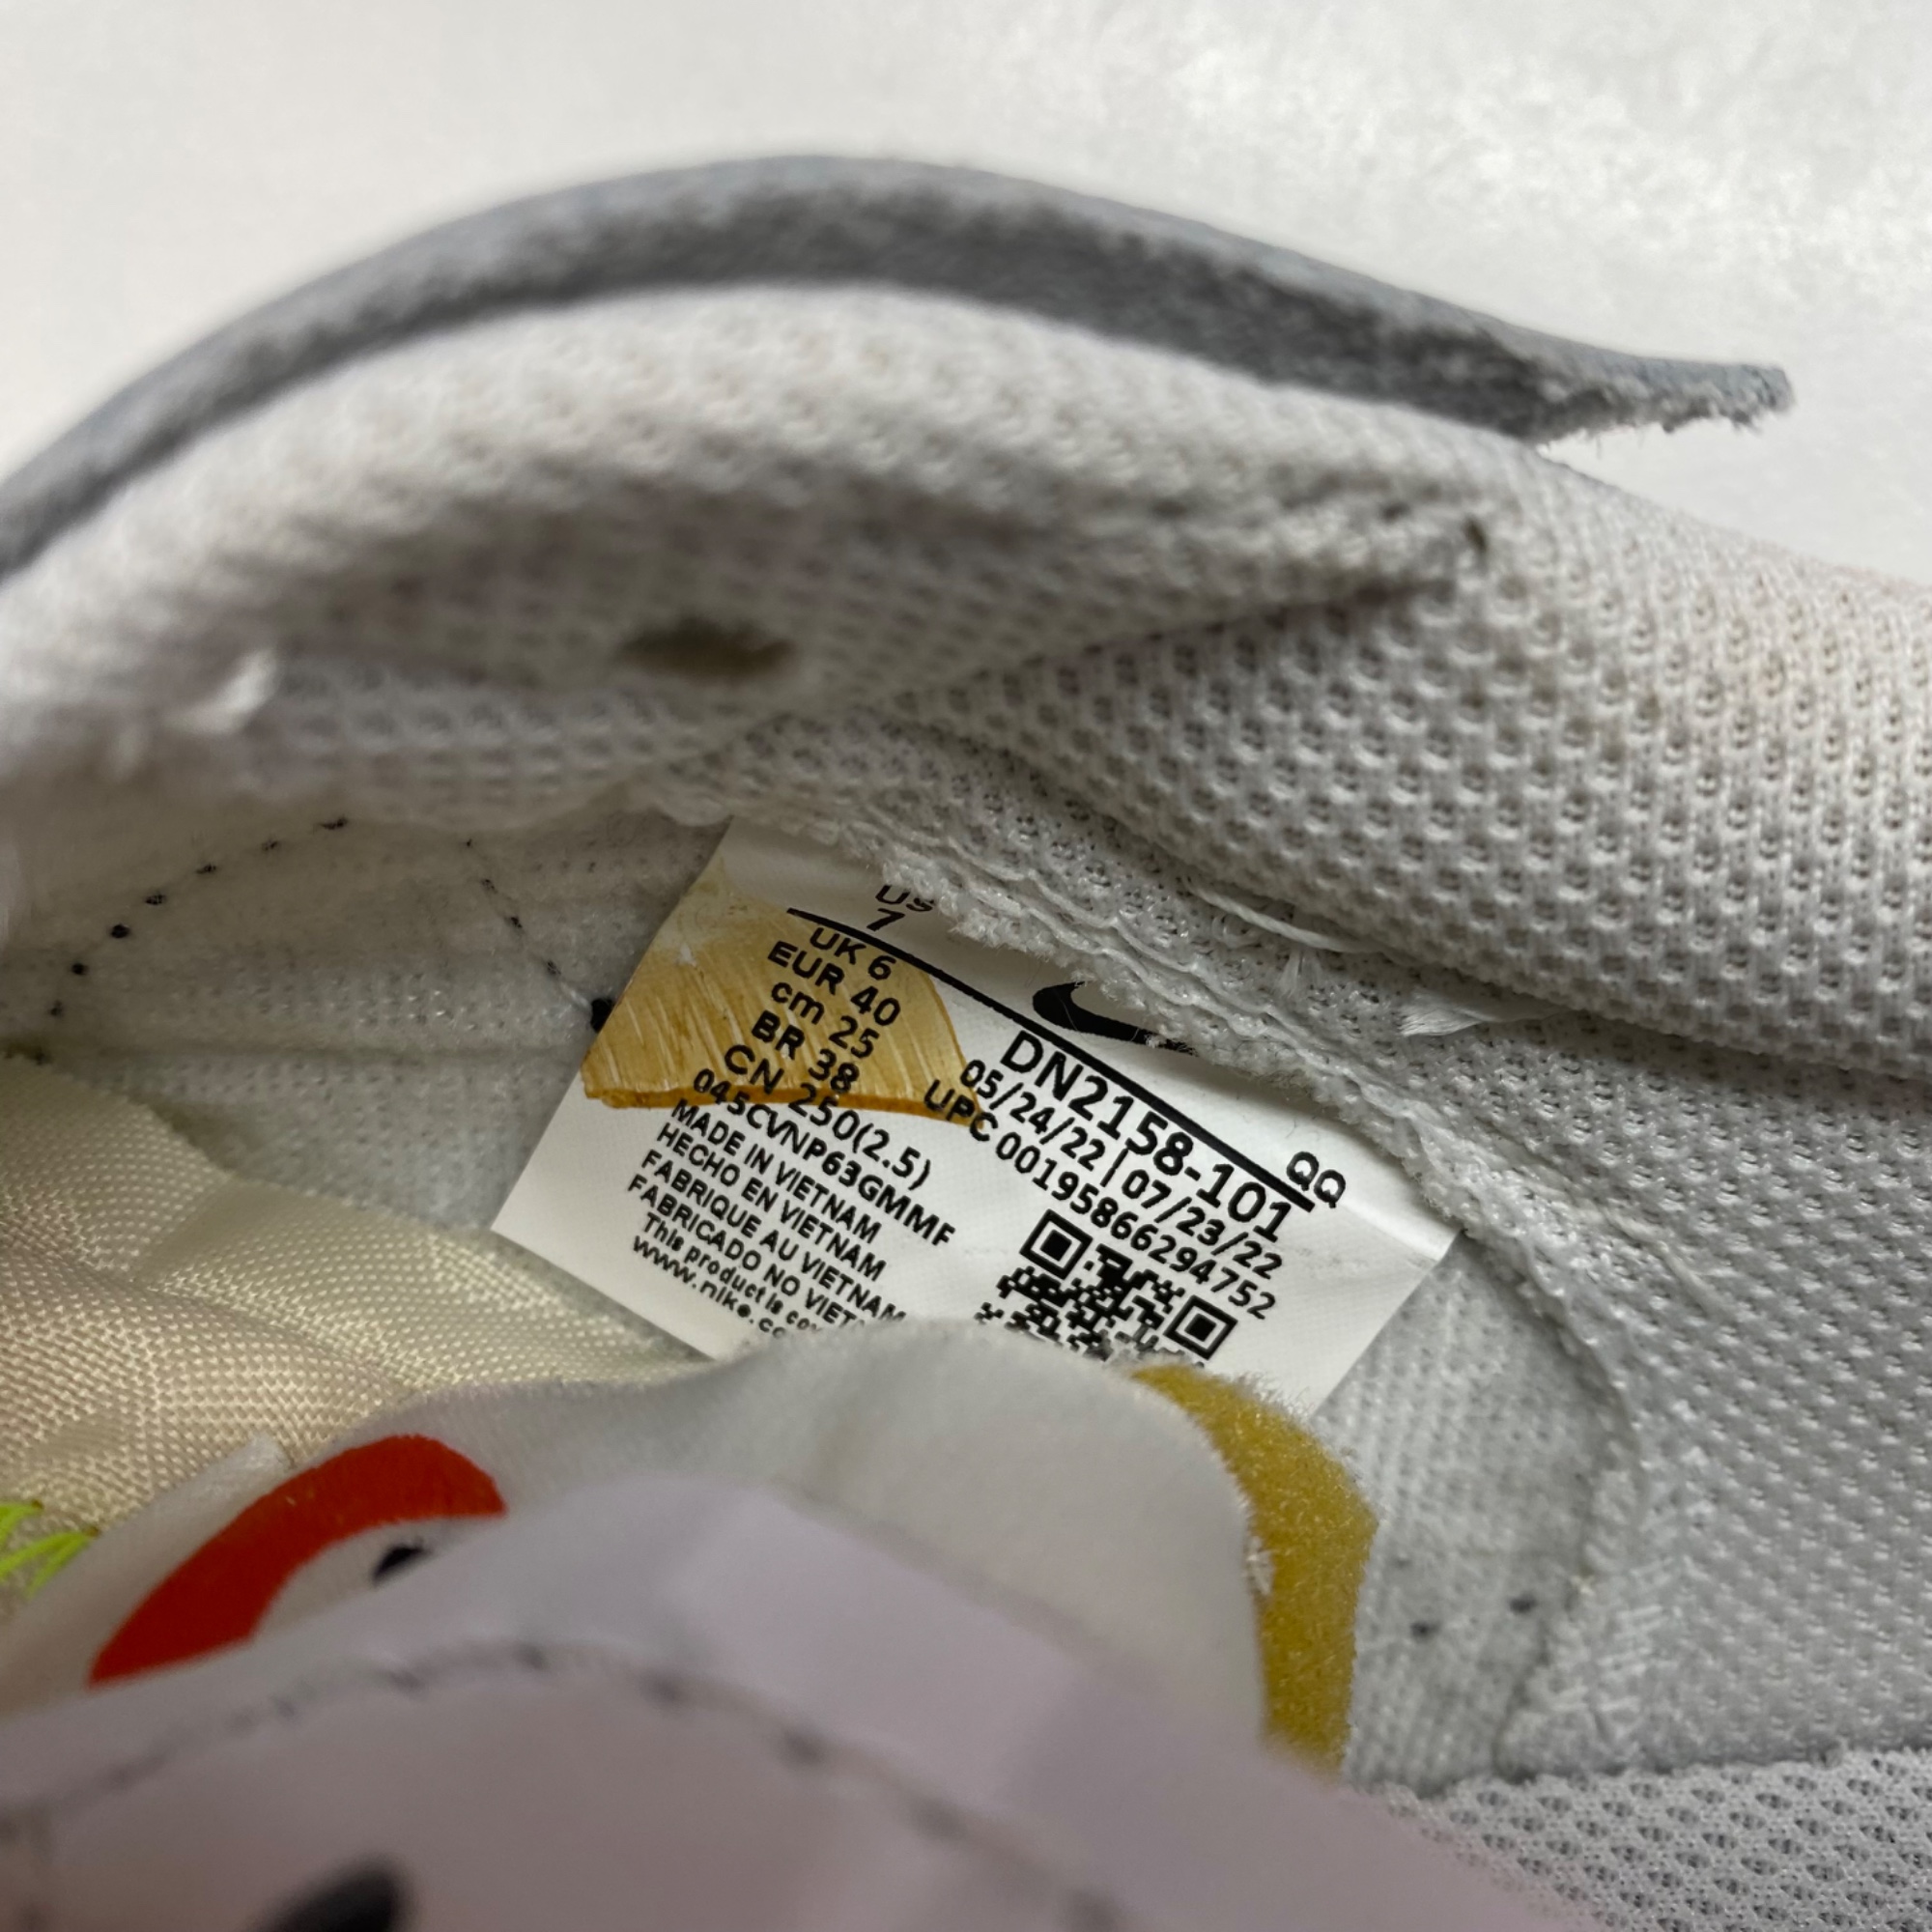 US
7
UK 6
EUR 40
cm 25
BR 38
CN 250(2.5)
045CVNP63GMMF
MADE IN VIETNAM
HECHO EN VIETNAM
FABRIQUE AU VIETNAM
FABRICADO NO VIETNAM
This product is
www.nike.co
QQ
DN2158-101
05/24/22 | 07/23/22
UPC 00195866294752